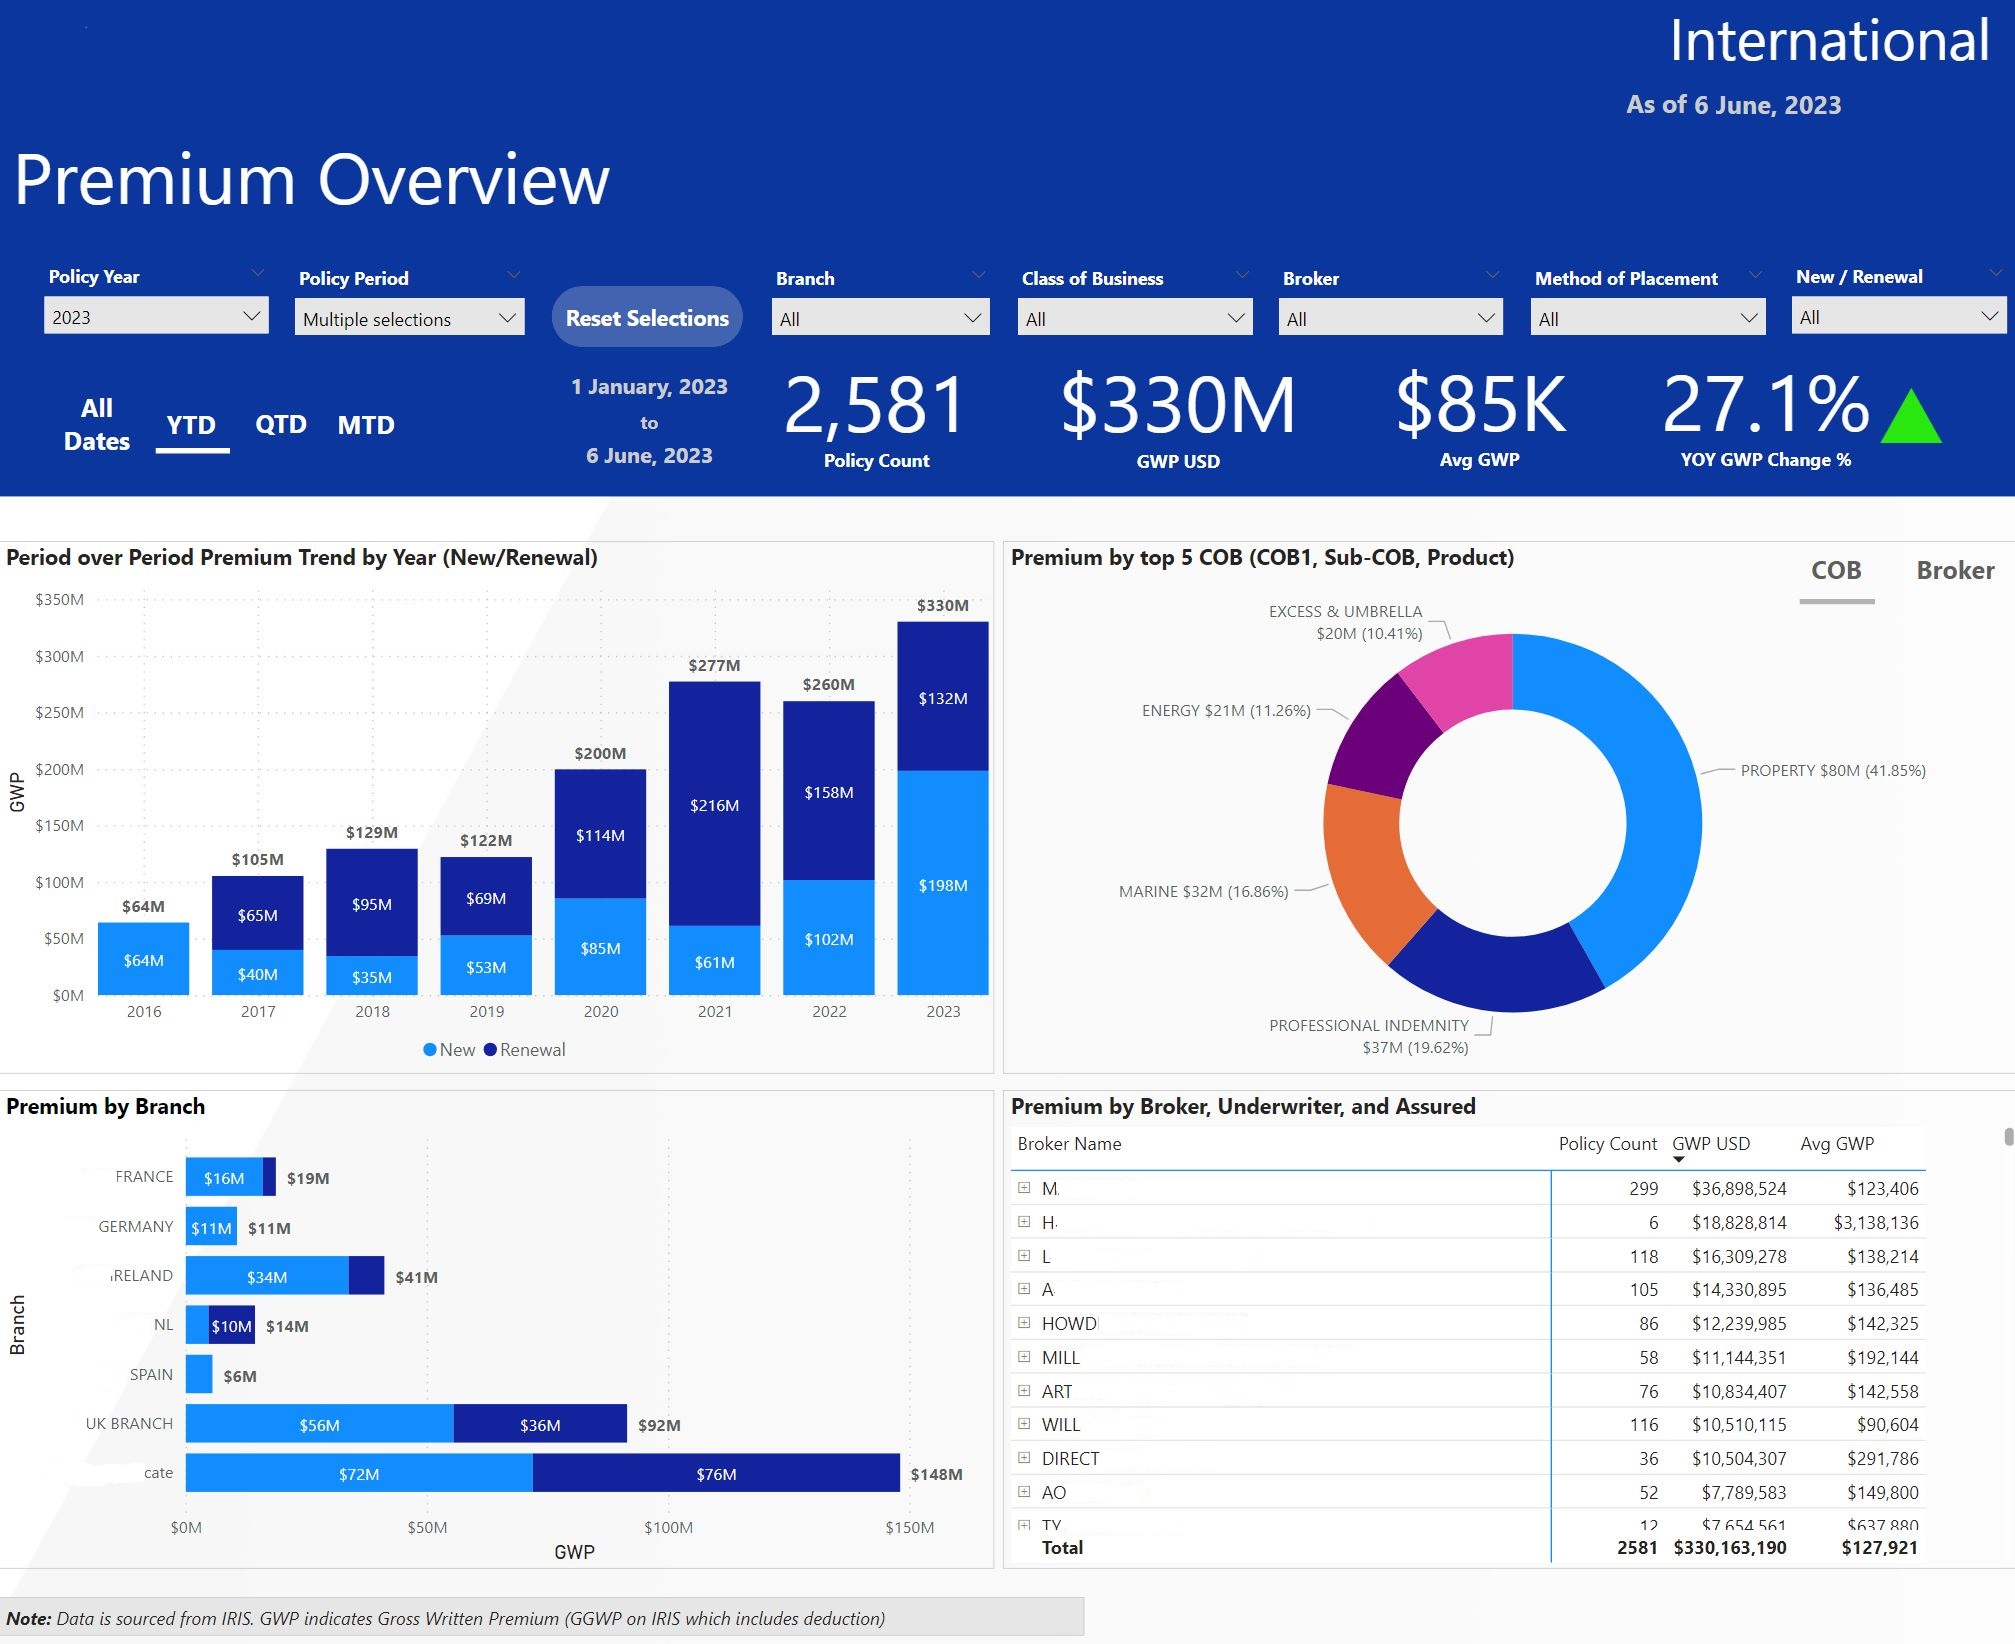 International
As of 6 June, 2023
Premium Overview
Policy Year
2023
Policy Period
Multiple selections
Reset Selections
Branch
All
Class of Business
All
Broker
All
Method of Placement
All
New / Renewal
All
All Dates
YTD
QTD
MTD
1 January, 2023
to
6 June, 2023
2,581
Policy Count
$330M
GWP USD
$85K
Avg GWP
27.1%
YOY GWP Change %
Period over Period Premium Trend by Year (New/Renewal)
GWP
$350M
$300M
$250M
$200M
$150M
$100M
$50M
$0M
$64M
$64M
2016
$105M
$65M
$40M
2017
$129M
$95M
$35M
2018
$122M
$69M
$53M
2019
$200M
$114M
$85M
2020
$277M
$216M
$61M
2021
$260M
$158M
$102M
2022
$330M
$132M
$198M
2023
New Renewal
Premium by top 5 COB (COB1, Sub-COB, Product)
COB
Broker
EXCESS & UMBRELLA
$20M (10.41%)
ENERGY $21M (11.26%)
PROPERTY $80M (41.85%)
MARINE $32M (16.86%)
PROFESSIONAL INDEMNITY
$37M (19.62%)
Premium by Branch
Branch
FRANCE $16M $19M
GERMANY $11M $11M
IRELAND $34M $41M
NL $10M $14M
SPAIN $6M
UK BRANCH $56M $36M $92M
cate $72M $76M $148M
$0M $50M $100M $150M
GWP
Premium by Broker, Underwriter, and Assured
Broker Name Policy Count GWP USD Avg GWP
M 299 $36,898,524 $123,406
H 6 $18,828,814 $3,138,136
L 118 $16,309,278 $138,214
A 105 $14,330,895 $136,485
HOWD 86 $12,239,985 $142,325
MILL 58 $11,144,351 $192,144
ART 76 $10,834,407 $142,558
WILL 116 $10,510,115 $90,604
DIRECT 36 $10,504,307 $291,786
AO 52 $7,789,583 $149,800
TY 12 $7,654,561 $637,880
Total 2581 $330,163,190 $127,921
Note: Data is sourced from IRIS. GWP indicates Gross Written Premium (GGWP on IRIS which includes deduction)